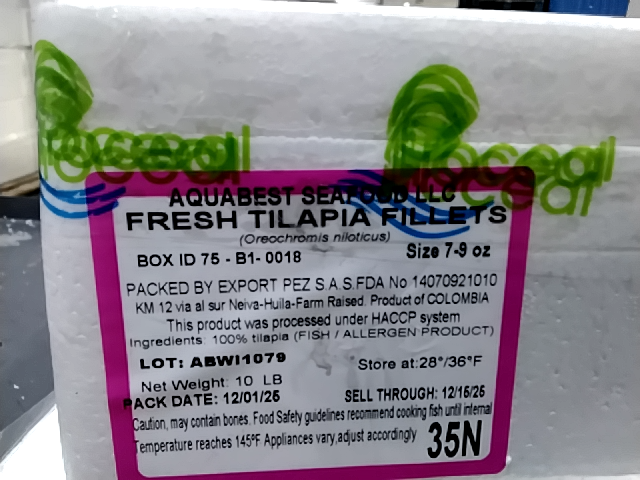 AQUABEST SEAFOOD LLC
FRESH TILAPIA FILLETS
(Oreochromis niloticus)
BOX ID 75 - B1- 0018
Size 7-9 oz
PACKED BY EXPORT PEZ S.A.S.FDA No 14070921010
KM 12 via al sur Neiva-Huila-Farm Raised. Product of COLOMBIA
This product was processed under HACCP system
Ingredients: 100% tilapia (FISH / ALLERGEN PRODUCT)
LOT: ABWI1079
Store at:28°/36°F
Net Weight: 10 LB
PACK DATE: 12/01/25
SELL THROUGH: 12/15/25
Caution, may contain bones. Food Safety guidelines recommend cooking fish until internal
Temperature reaches 145ºF Appliances vary,adjust accordingly
35N